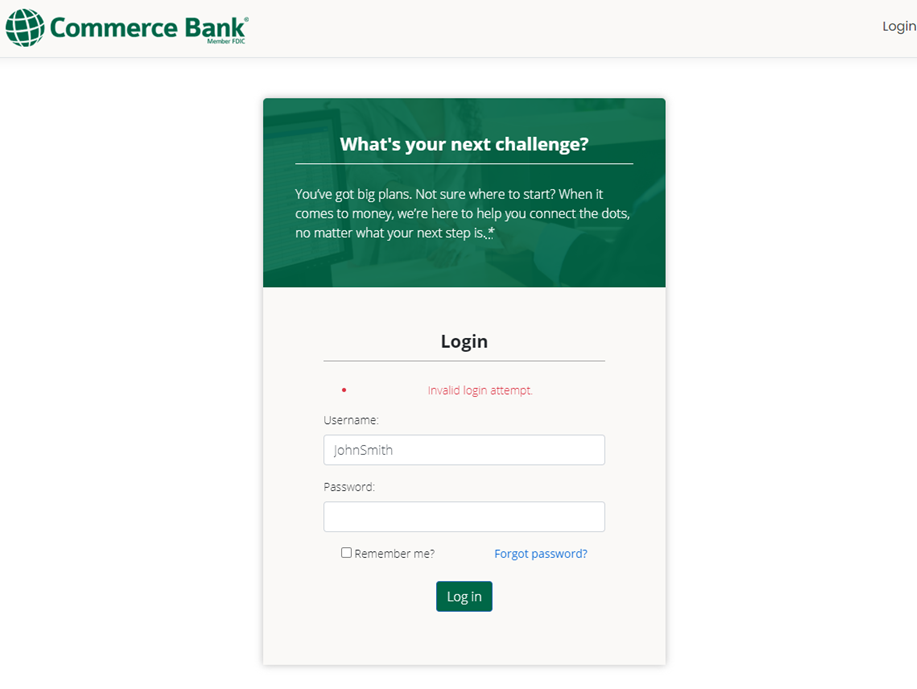 Commerce Bank®
Member FDIC
Login
What's your next challenge?
You've got big plans. Not sure where to start? When it
comes to money, we're here to help you connect the dots,
no matter what your next step is.*
Login
• Invalid login attempt.
Username:
JohnSmith
Password:
Remember me?
Forgot password?
Log in